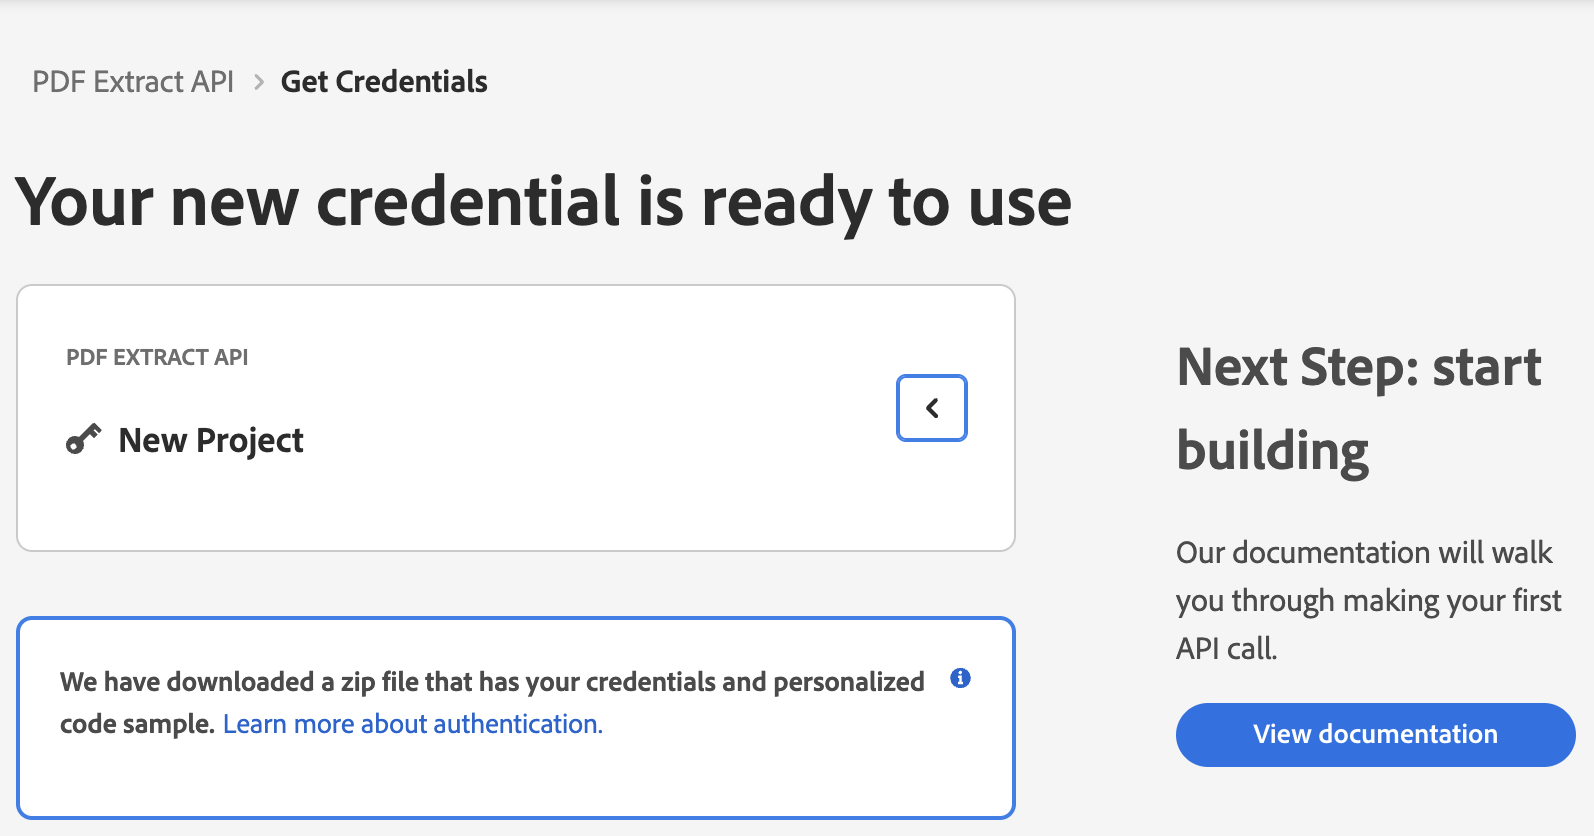 PDF Extract API > Get Credentials
Your new credential is ready to use
PDF EXTRACT API
New Project
We have downloaded a zip file that has your credentials and personalized
code sample. Learn more about authentication.
Next Step: start
building
Our documentation will walk
you through making your first
API call.
View documentation